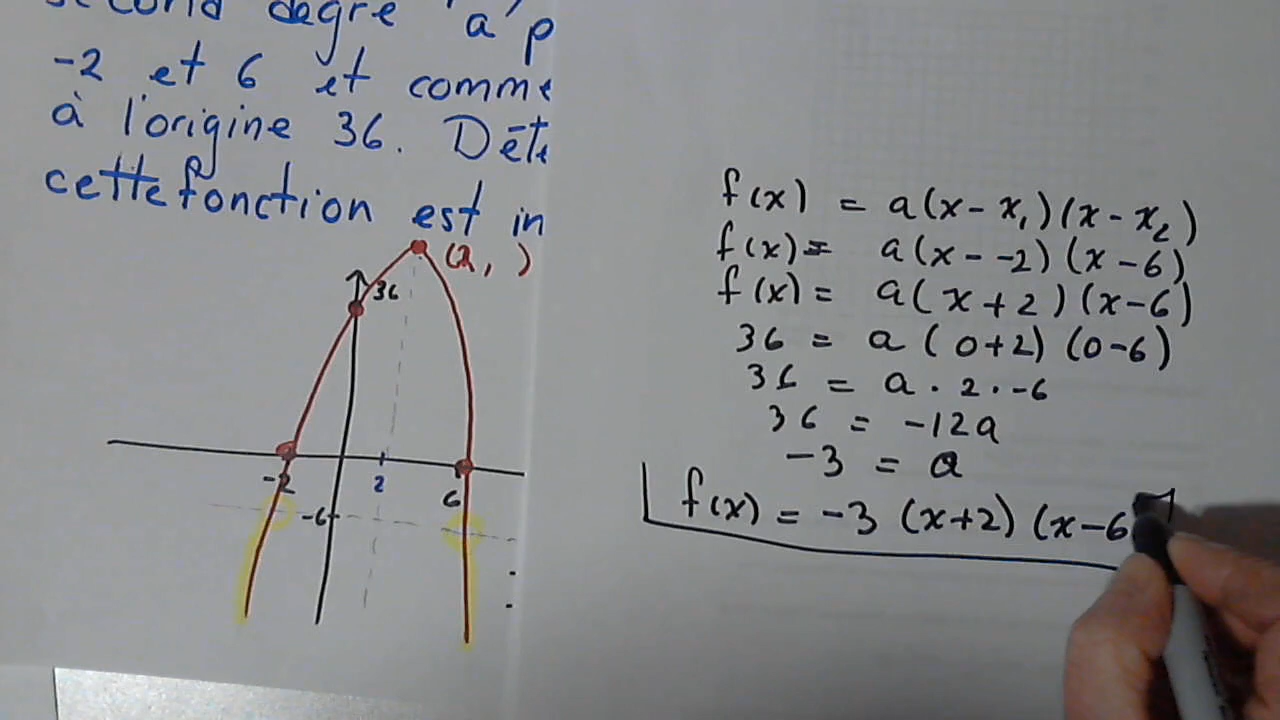 second degré a p
-2 et 6 et comme
à l'origine 36. Déte
cette fonction est in
(2, )
36
-2
2
6
-6
f(x) = a(x-x₁)(x-x₂)
f(x) = a(x--2)(x-6)
f(x) = a(x+2)(x-6)
36 = a(0+2)(0-6)
36 = a·2·-6
36 = -12a
-3 = a
f(x) = -3(x+2)(x-6